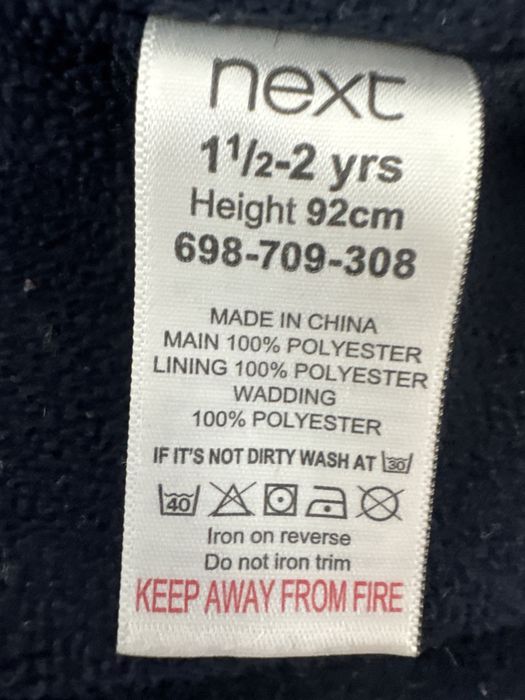 next
1 1/2-2 yrs
Height 92cm
698-709-308
MADE IN CHINA
MAIN 100% POLYESTER
LINING 100% POLYESTER
WADDING
100% POLYESTER
IF IT'S NOT DIRTY WASH AT 30
40
Iron on reverse
Do not iron trim
KEEP AWAY FROM FIRE